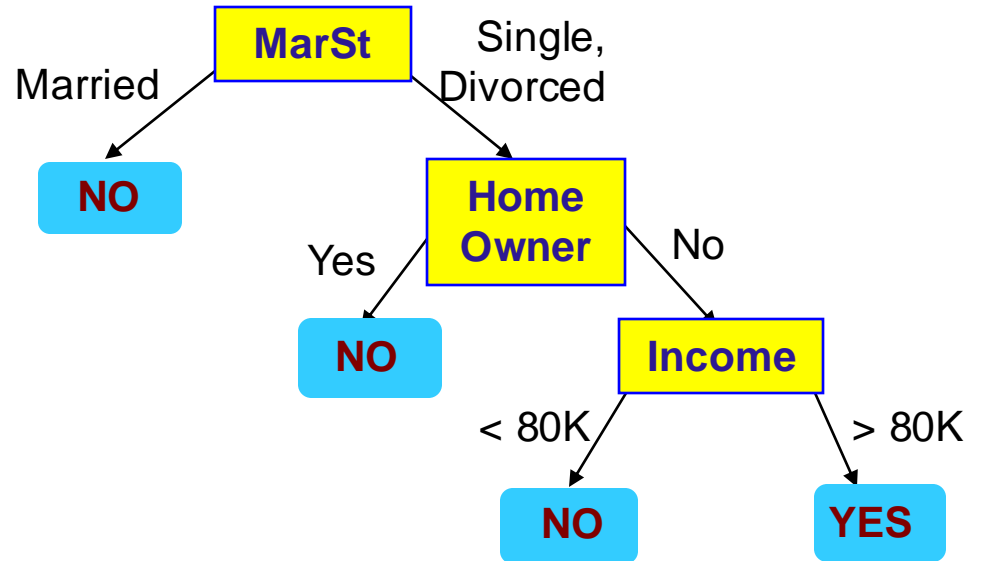 MarSt
Single,
Divorced
Married
NO
Home
Owner
Yes
No
NO
Income
< 80K
> 80K
NO
YES